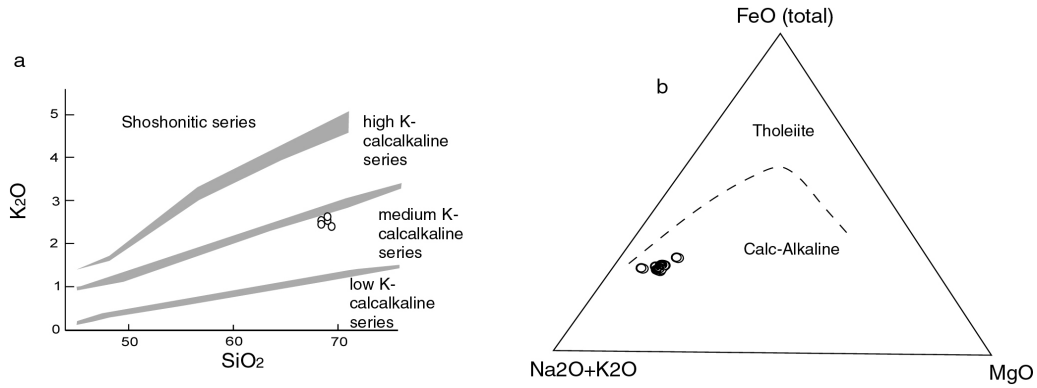 a
Shoshonitic series
high K-
calcalkaline
series
medium K-
calcalkaline
series
low K-
calcalkaline
series
K2O
5
4
3
2
1
0
50
60
70
SiO2
b
FeO (total)
Tholeiite
Calc-Alkaline
Na2O+K2O
MgO